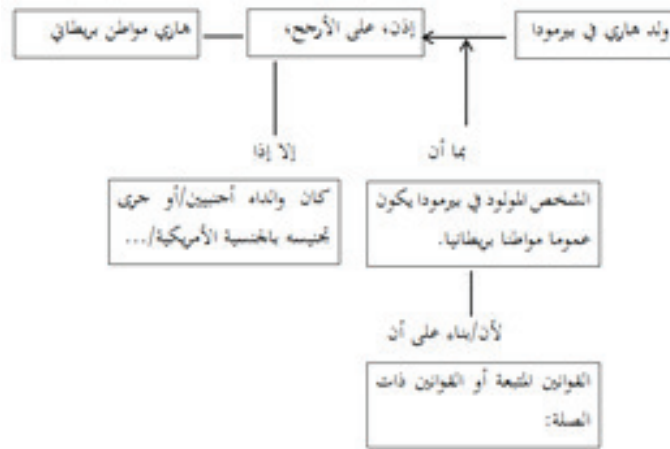 ولد هاري في بيرمودا
إذن، على الأرجح،
هاري مواطن بريطاني
بما أن
إلا إذا
الشخص المولود في بيرمودا يكون
عموما مواطنا بريطانيا.
كان والداه أجنبيين/أو جرى
تجنيسه بالجنسية الأمريكية/...
لأن/بناء على أن
القوانين المتبعة أو القوانين ذات
الصلة: